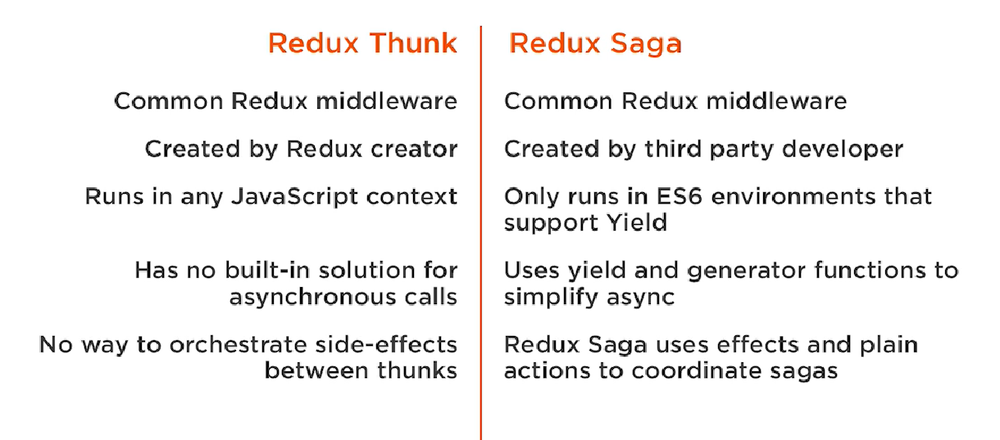 Redux Thunk
Common Redux middleware
Created by Redux creator
Runs in any JavaScript context
Has no built-in solution for
asynchronous calls
No way to orchestrate side-effects
between thunks
Redux Saga
Common Redux middleware
Created by third party developer
Only runs in ES6 environments that
support Yield
Uses yield and generator functions to
simplify async
Redux Saga uses effects and plain
actions to coordinate sagas